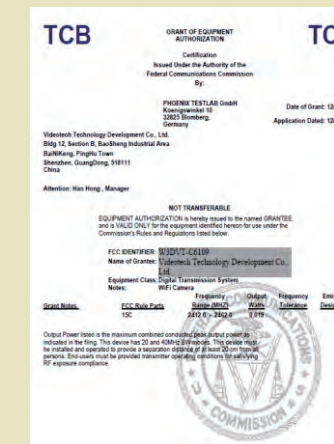 TCB
GRANT OF EQUIPMENT
AUTHORIZATION
TC
Certification
Issued Under the Authority of the
Federal Communications Commission
By:
PHOENIX TESTLAB GmbH
Koenigswinkel 10
32825 Blomberg,
Germany
Date of Grant: 12/
Application Dated: 12/
Videotech Technology Development Co., Ltd.
Bldg 12, Section B, BaoSheng Industrial Area
BaiNiKeng, PingHu Town
Shenzhen, GuangDong, 518111
China
Attention: Han Hong , Manager
NOT TRANSFERABLE
EQUIPMENT AUTHORIZATION is hereby issued to the named GRANTEE,
and is VALID ONLY for the equipment identified hereon for use under the
Commission's Rules and Regulations listed below.
FCC IDENTIFIER: W3DVT-C6109
Name of Grantee: Videotech Technology Development Co.,
Ltd.
Equipment Class: Digital Transmission System
Notes: WiFi Camera
Grant Notes FCC Rule Parts Frequency Range (MHZ) Output Watts Frequency Tolerance Emi Desig
15C 2412.0 - 2462.0 0.019
Output Power listed is the maximum combined conducted peak output power as
indicated in the filing. This device has 20 and 40MHz BW modes. This device must
be installed and operated to provide a separation distance of at least 20 cm from all
persons. End-users must be provided transmitter operating conditions for satisfying
RF exposure compliance.
COMMISSION